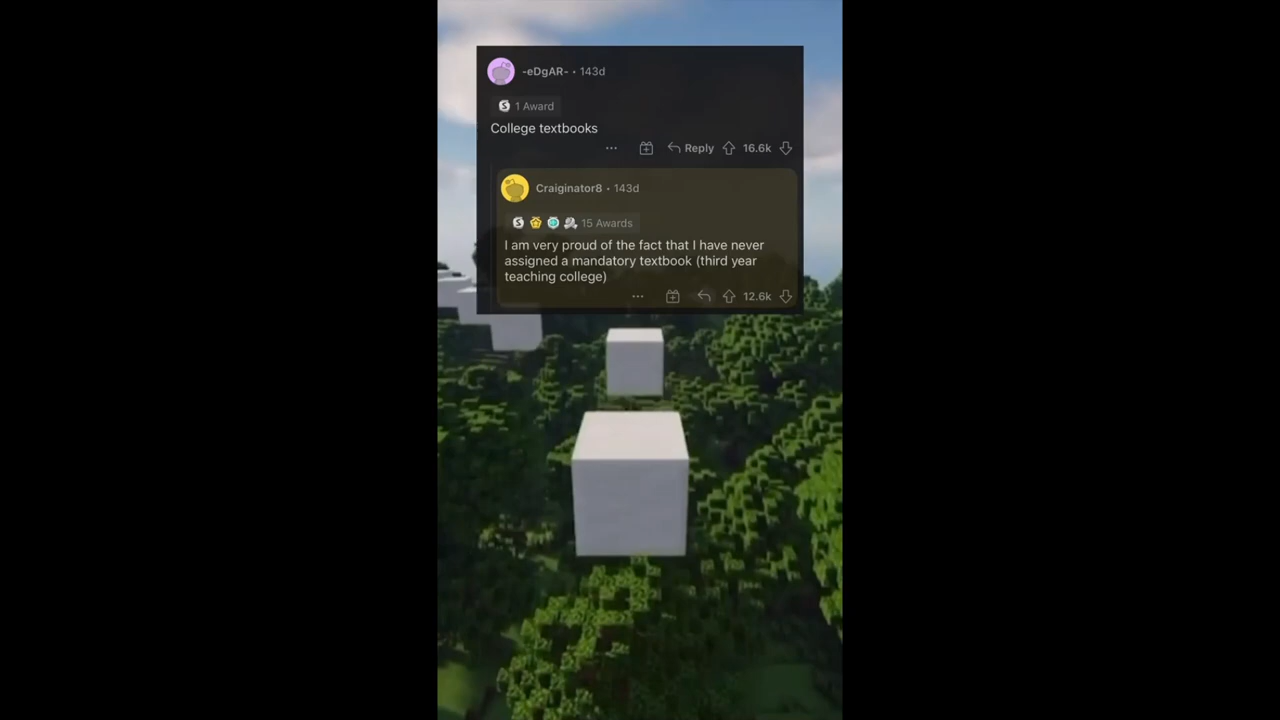 -eDgAR- • 143d
1 Award
College textbooks
Reply 16.6k
Craiginator8 • 143d
15 Awards
I am very proud of the fact that I have never
assigned a mandatory textbook (third year
teaching college)
12.6k